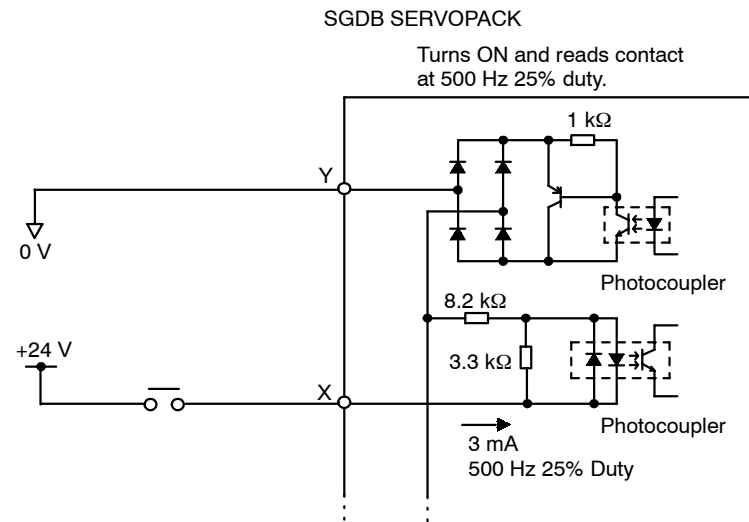 SGDB SERVOPACK
Turns ON and reads contact
at 500 Hz 25% duty.
1 kΩ
Y
0 V
Photocoupler
8.2 kΩ
+24 V
3.3 kΩ
X
Photocoupler
3 mA
500 Hz 25% Duty